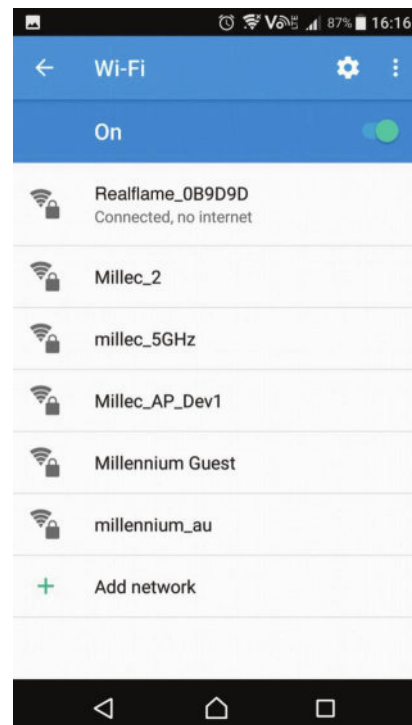 87% 16:16
Wi-Fi
On
Realflame_0B9D9D
Connected, no internet
Millec_2
millec_5GHz
Millec_AP_Dev1
Millennium Guest
millennium_au
Add network